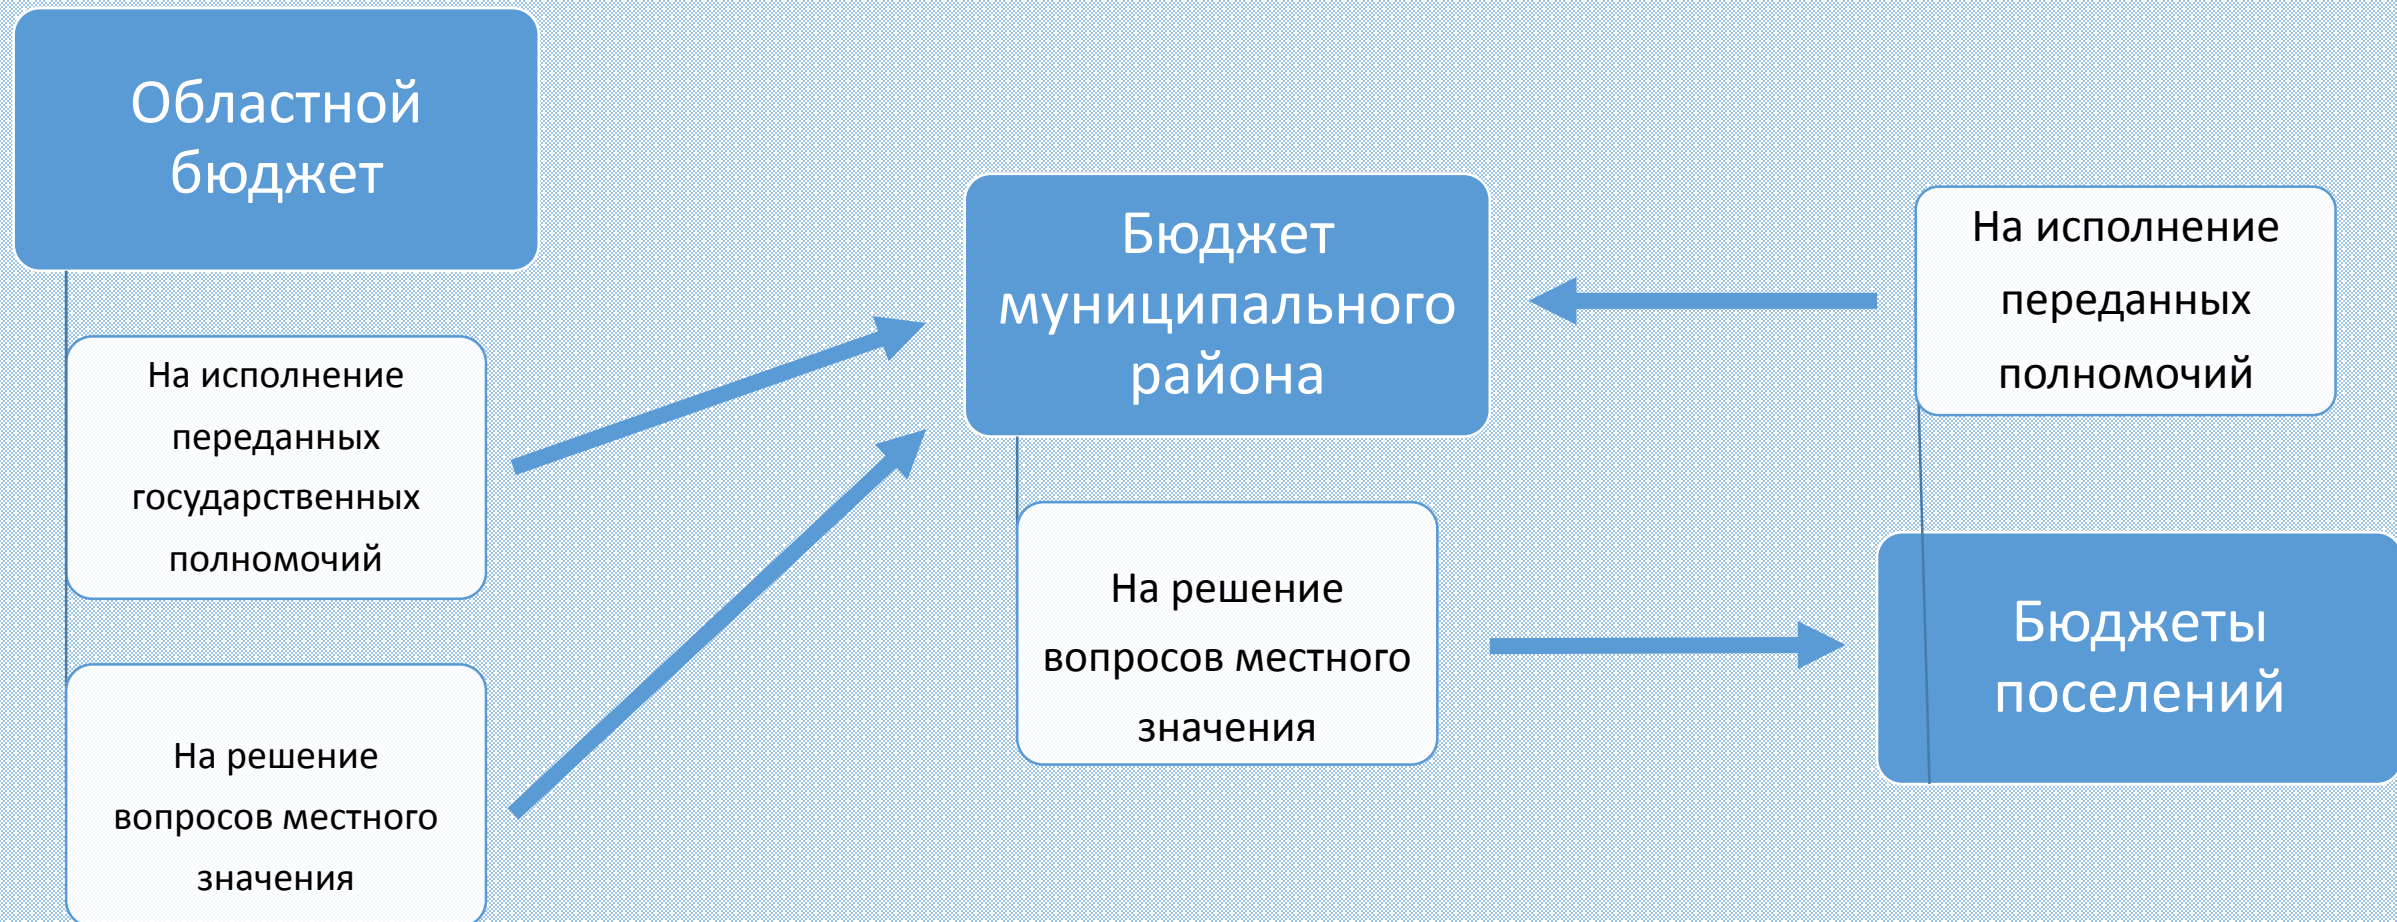 Областной
бюджет
На исполнение
переданных
государственных
полномочий
На решение
вопросов местного
значения
Бюджет
муниципального
района
На решение
вопросов местного
значения
На исполнение
переданных
полномочий
Бюджеты
поселений